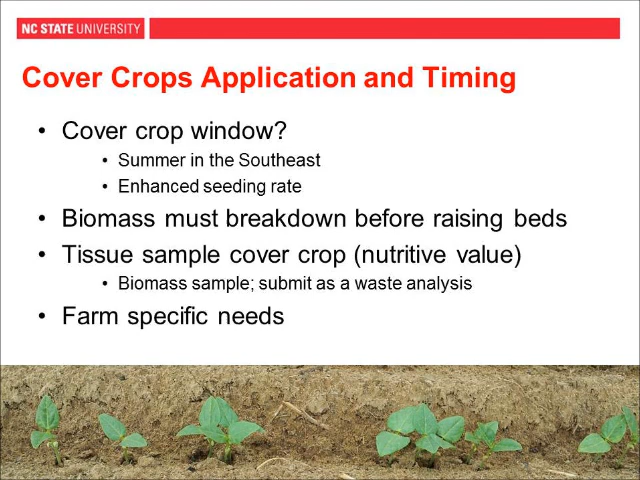 NC STATE UNIVERSITY
Cover Crops Application and Timing
• Cover crop window?
• Summer in the Southeast
• Enhanced seeding rate
• Biomass must breakdown before raising beds
• Tissue sample cover crop (nutritive value)
• Biomass sample; submit as a waste analysis
• Farm specific needs